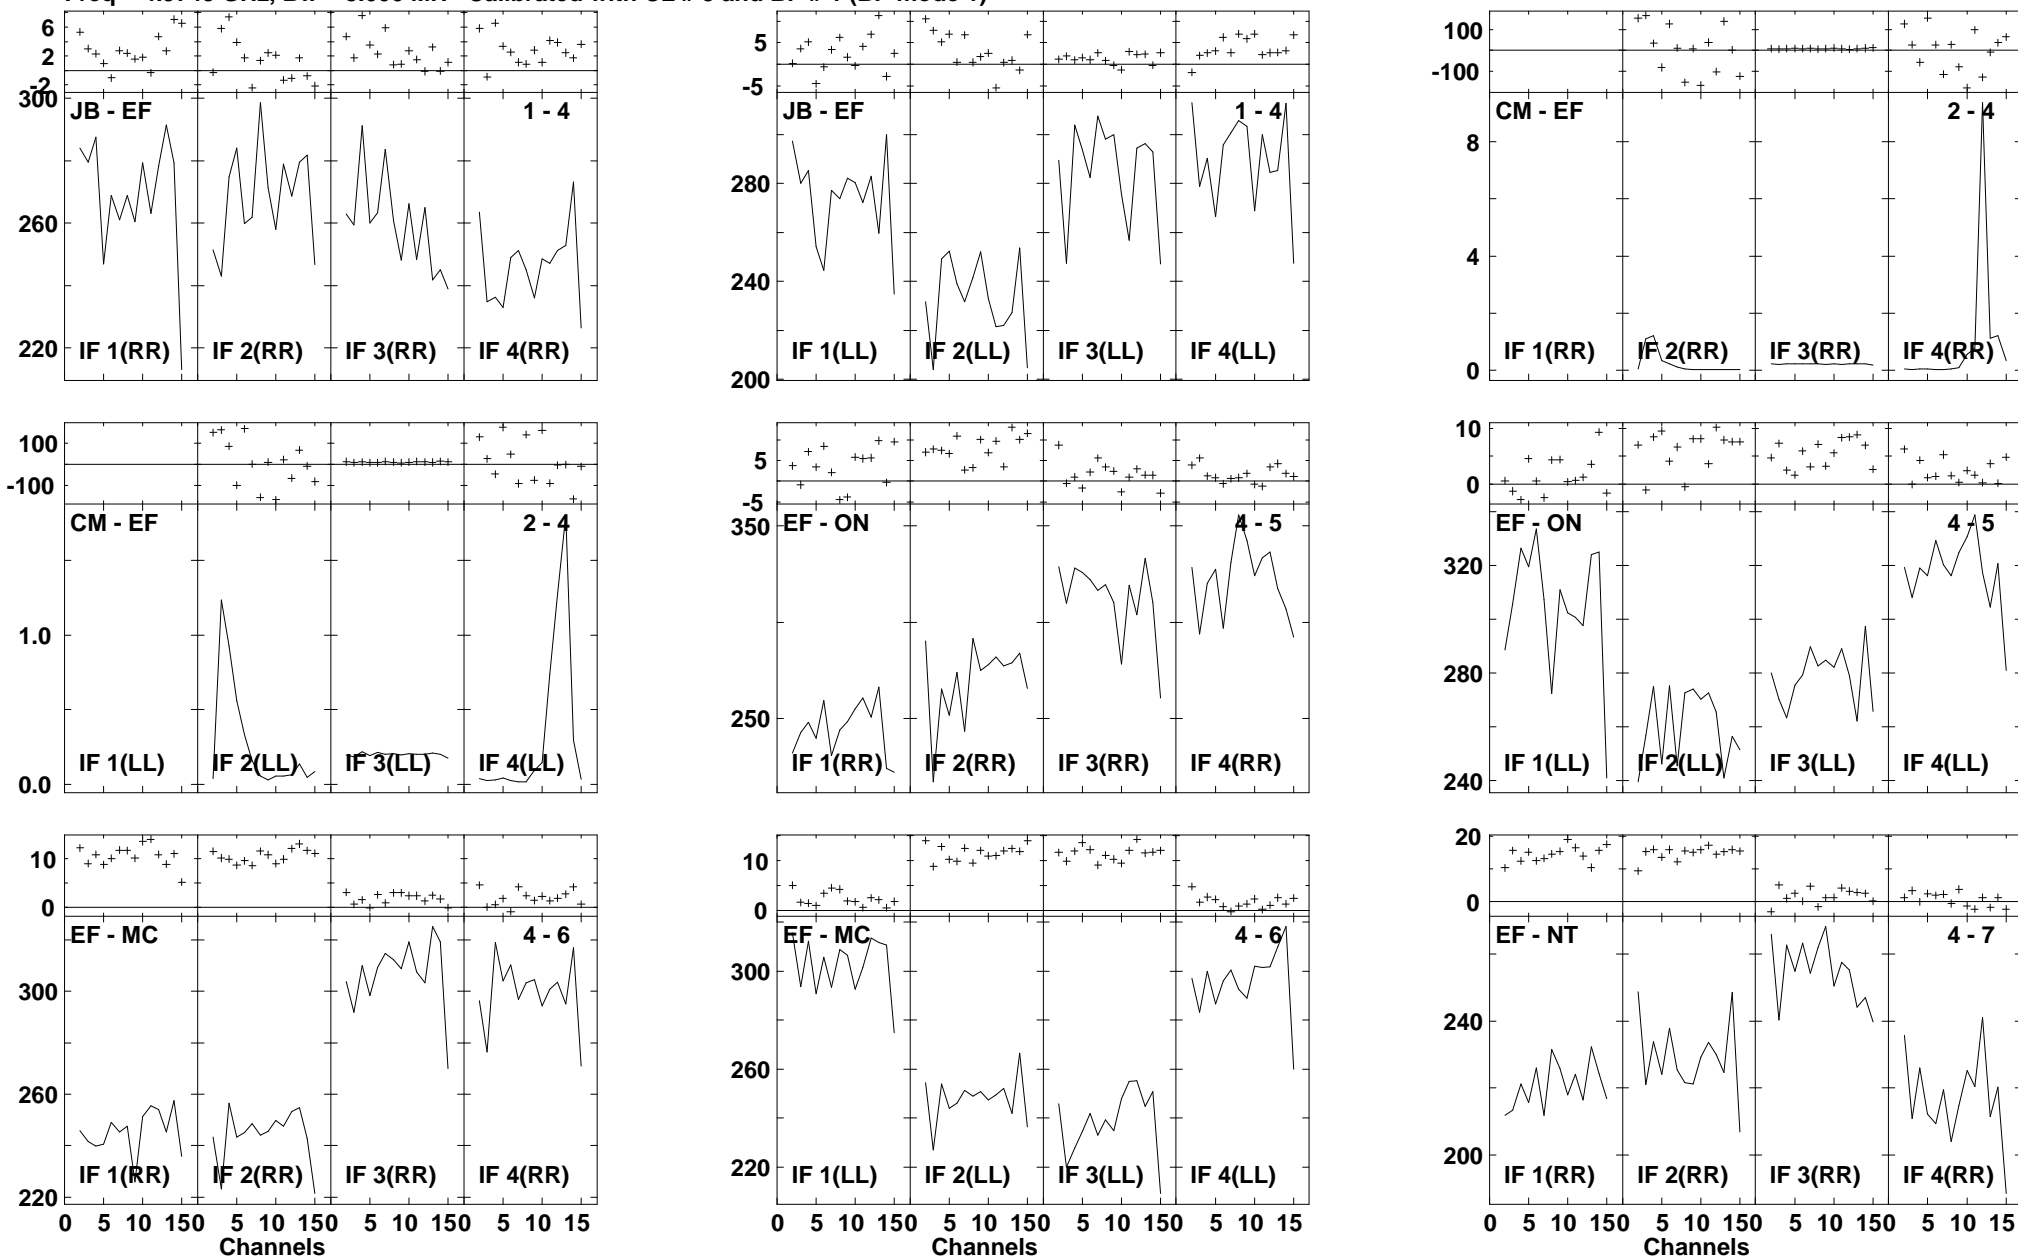 6
2
-2
300
260
220
JB - EF
1 - 4
IF 1(RR)
IF 2(RR)
IF 3(RR)
IF 4(RR)
5
-5
280
240
200
JB - EF
1 - 4
IF 1(LL)
IF 2(LL)
IF 3(LL)
IF 4(LL)
100
-100
8
4
0
CM - EF
2 - 4
IF 1(RR)
IF 2(RR)
IF 3(RR)
IF 4(RR)
100
-100
1.0
0.0
CM - EF
2 - 4
IF 1(LL)
IF 2(LL)
IF 3(LL)
IF 4(LL)
5
-5
350
250
EF - ON
4 - 5
IF 1(RR)
IF 2(RR)
IF 3(RR)
IF 4(RR)
10
0
320
280
240
EF - ON
4 - 5
IF 1(LL)
IF 2(LL)
IF 3(LL)
IF 4(LL)
10
0
300
260
220
EF - MC
4 - 6
IF 1(RR)
IF 2(RR)
IF 3(RR)
IF 4(RR)
0 5 10 150 5 10 150 5 10 150 5 10 15
Channels
10
0
300
260
220
EF - MC
4 - 6
IF 1(LL)
IF 2(LL)
IF 3(LL)
IF 4(LL)
0 5 10 150 5 10 150 5 10 150 5 10 15
Channels
20
0
240
200
EF - NT
4 - 7
IF 1(RR)
IF 2(RR)
IF 3(RR)
IF 4(RR)
0 5 10 150 5 10 150 5 10 150 5 10 15
Channels